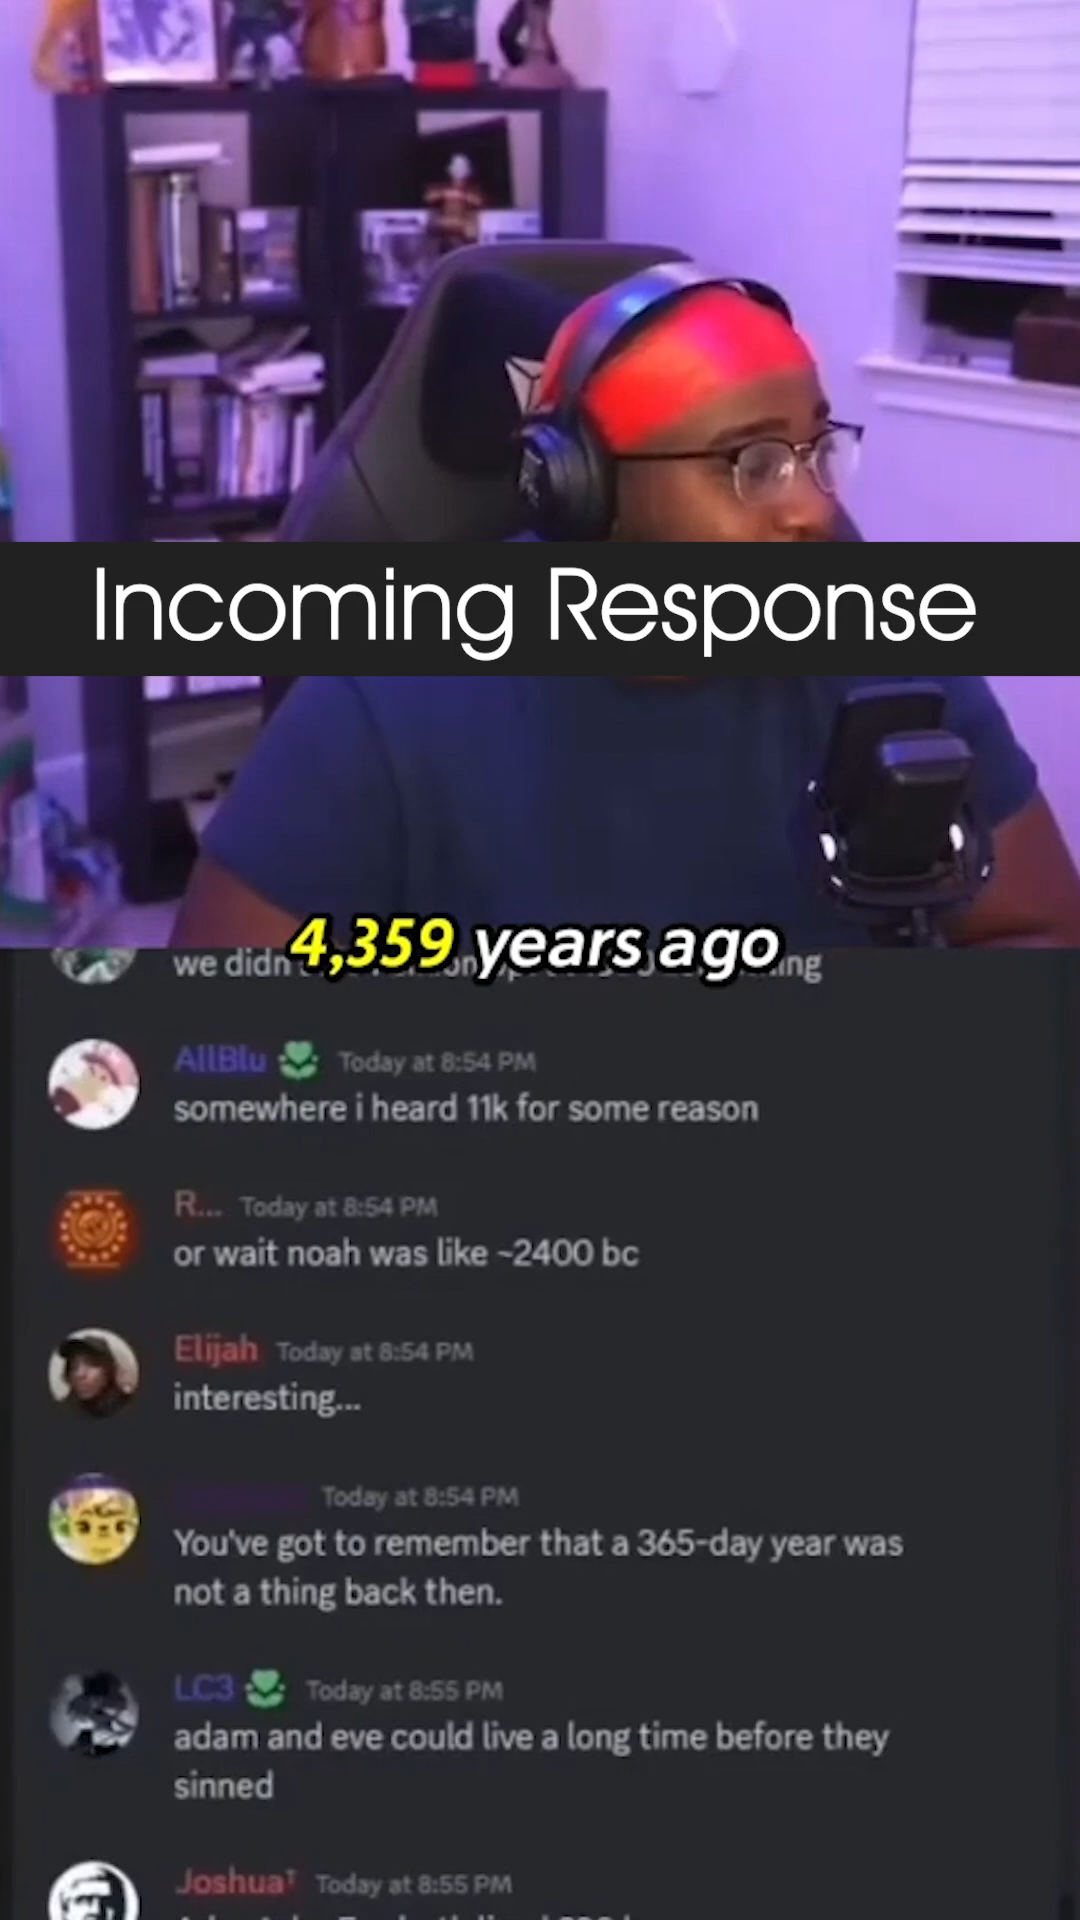 Incoming Response
4,359 years ago
we didn
ing
AllBlu Today at 8:54 PM
somewhere i heard 11k for some reason
R... Today at 8:54 PM
or wait noah was like ~2400 bc
Elijah Today at 8:54 PM
interesting...
Today at 8:54 PM
You've got to remember that a 365-day year was
not a thing back then.
LC3 Today at 8:55 PM
adam and eve could live a long time before they
sinned
Joshua† Today at 8:55 PM